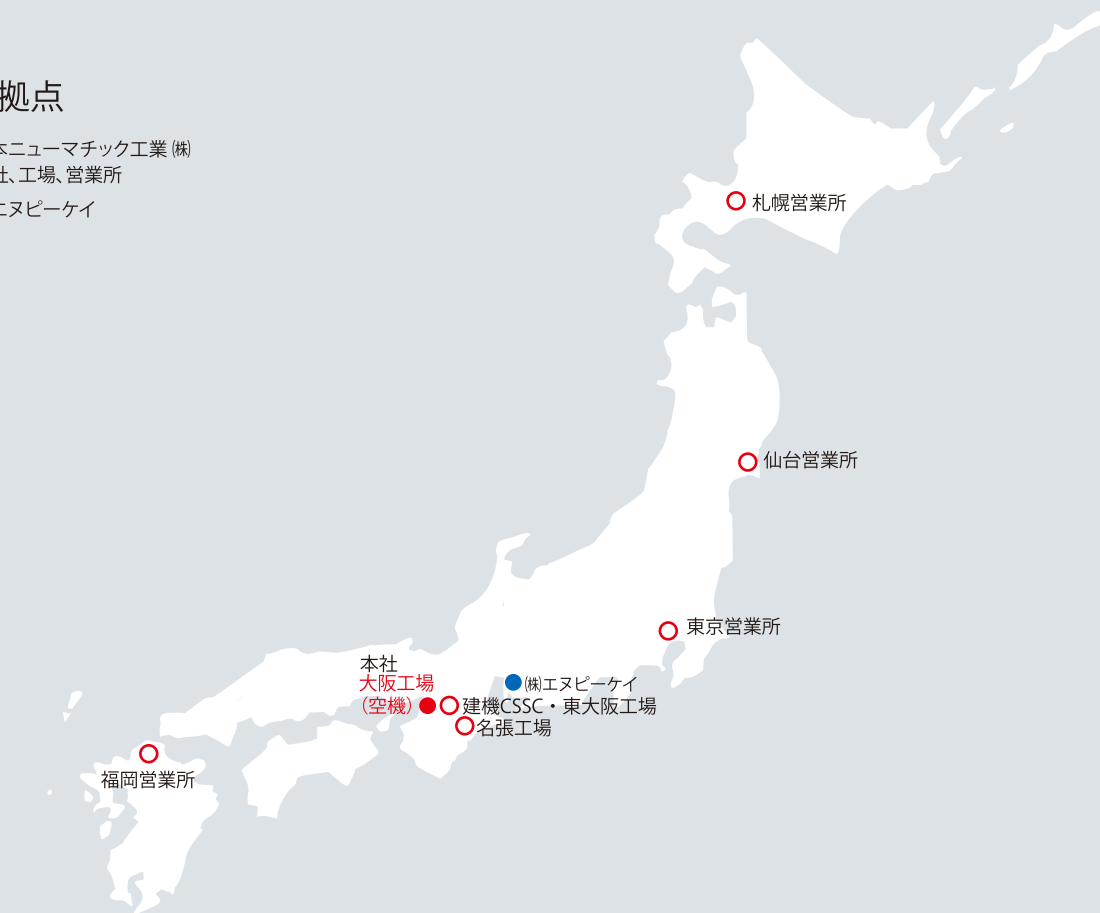 拠点
本ニューマチック工業㈱
社、工場、営業所
エヌピーケイ
札幌営業所
仙台営業所
東京営業所
本社
大阪工場
㈱エヌピーケイ
（空機）
建機CSSC・東大阪工場
名張工場
福岡営業所